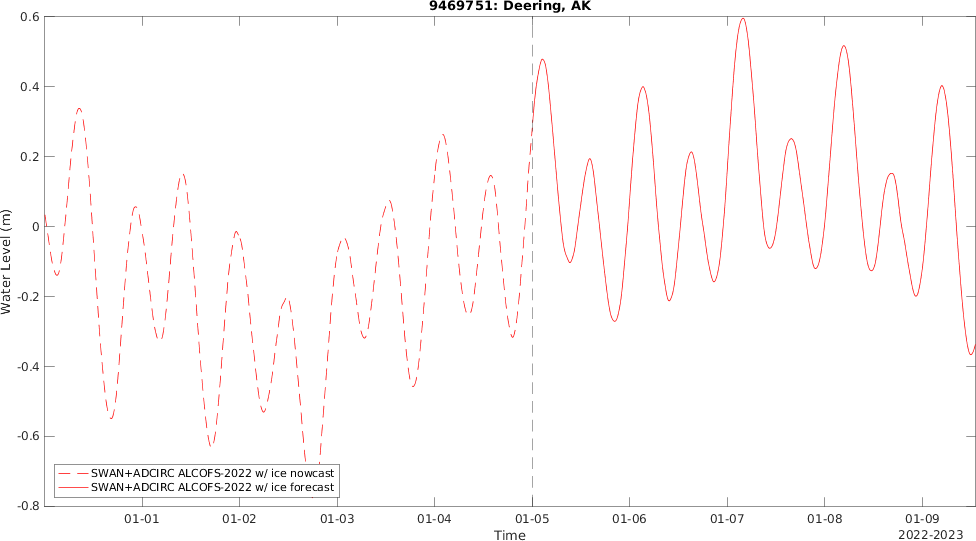 9469751: Deering, AK
0.6
0.4
0.2
0
-0.2
-0.4
-0.6
-0.8
Water Level (m)
SWAN+ADCIRC ALCOFS-2022 w/ ice nowcast
SWAN+ADCIRC ALCOFS-2022 w/ ice forecast
01-01 01-02 01-03 01-04 01-05 01-06 01-07 01-08 01-09
Time
2022-2023